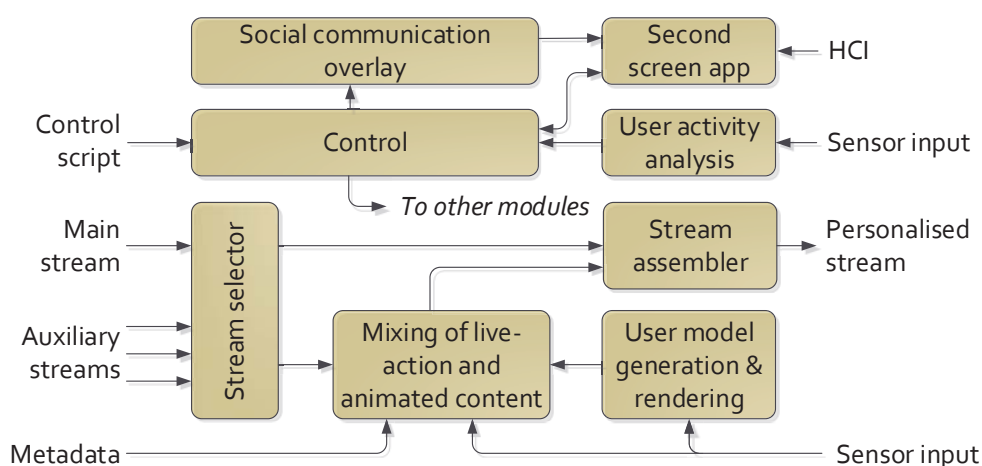 Social communication
overlay
Second
screen app
HCI
Control
script
Control
User activity
analysis
Sensor input
To other modules
Main
stream
Stream selector
Stream
assembler
Personalised
stream
Auxiliary
streams
Mixing of live-
action and
animated content
User model
generation &
rendering
Metadata
Sensor input